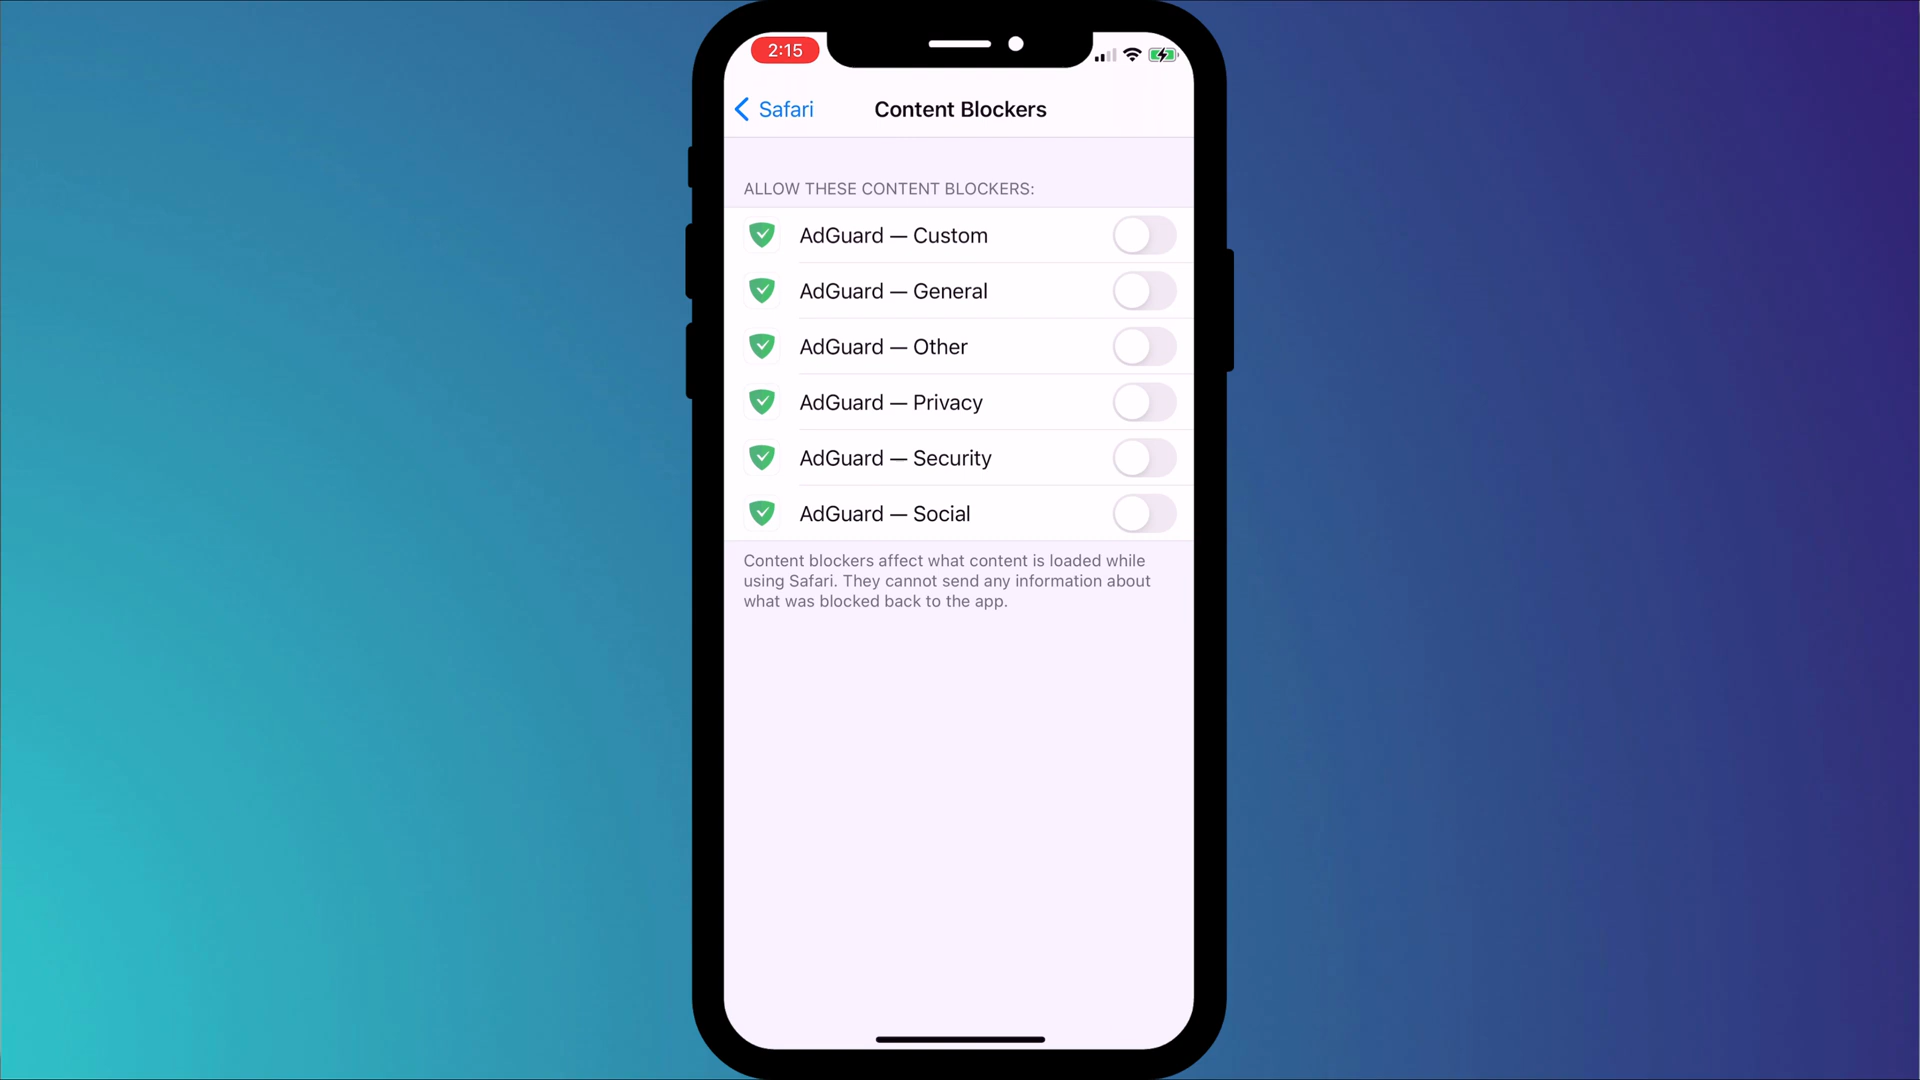 2:15
Safari
Content Blockers
ALLOW THESE CONTENT BLOCKERS:
AdGuard — Custom
AdGuard — General
AdGuard — Other
AdGuard — Privacy
AdGuard — Security
AdGuard — Social
Content blockers affect what content is loaded while
using Safari. They cannot send any information about
what was blocked back to the app.